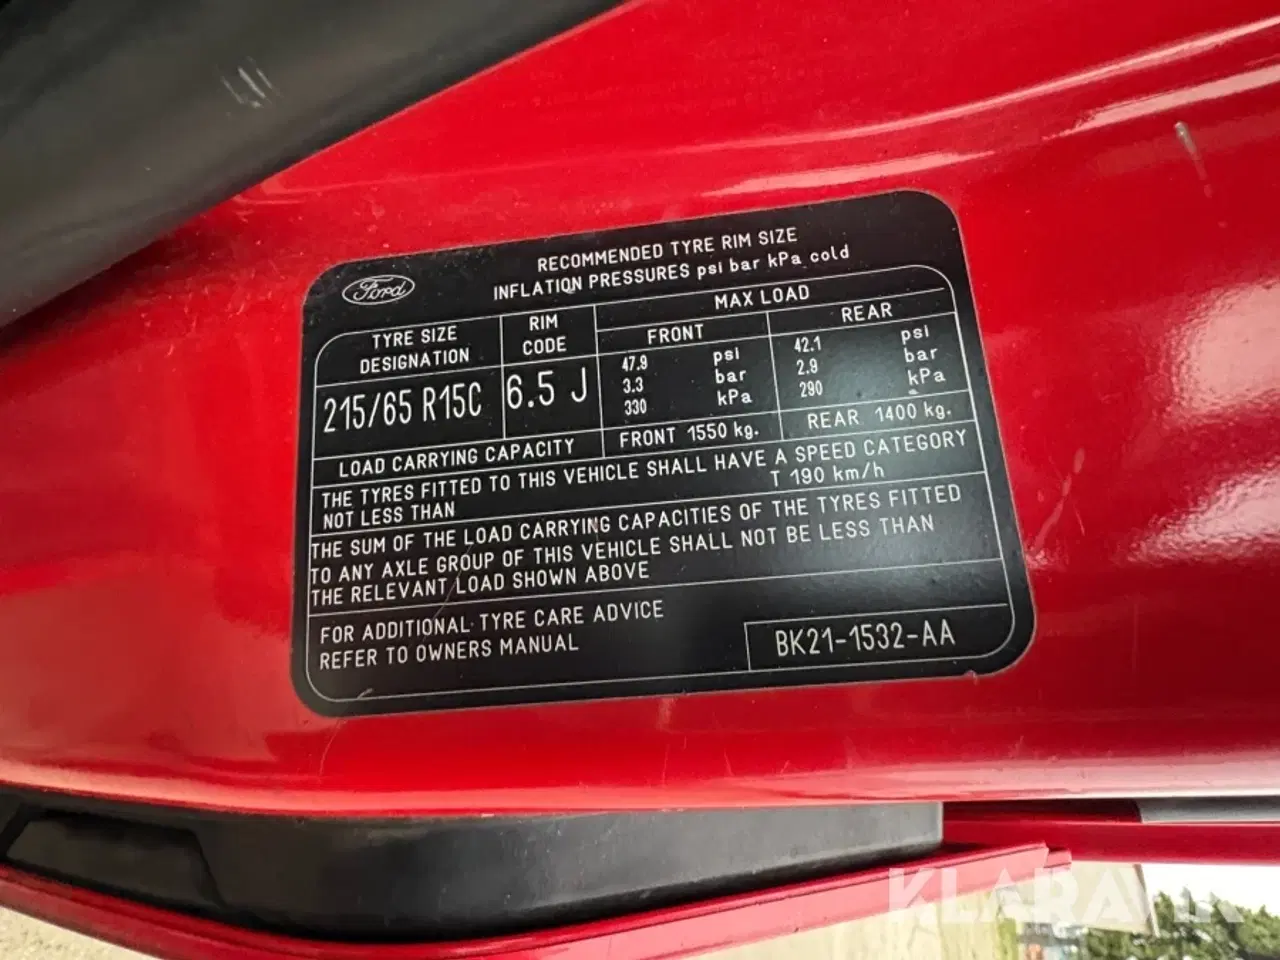 Ford
RECOMMENDED TYRE RIM SIZE
INFLATION PRESSURES psi bar kPa cold
TYRE SIZE
DESIGNATION
RIM
CODE
MAX LOAD
FRONT
REAR
215/65 R15C
6.5 J
47.9 psi
3.3 bar
330 kPa
42.1 psi
2.9 bar
290 kPa
LOAD CARRYING CAPACITY
FRONT 1550 kg.
REAR 1400 kg.
THE TYRES FITTED TO THIS VEHICLE SHALL HAVE A SPEED CATEGORY
NOT LESS THAN T 190 km/h
THE SUM OF THE LOAD CARRYING CAPACITIES OF THE TYRES FITTED
TO ANY AXLE GROUP OF THIS VEHICLE SHALL NOT BE LESS THAN
THE RELEVANT LOAD SHOWN ABOVE
FOR ADDITIONAL TYRE CARE ADVICE
REFER TO OWNERS MANUAL
BK21-1532-AA
KLARAVIK